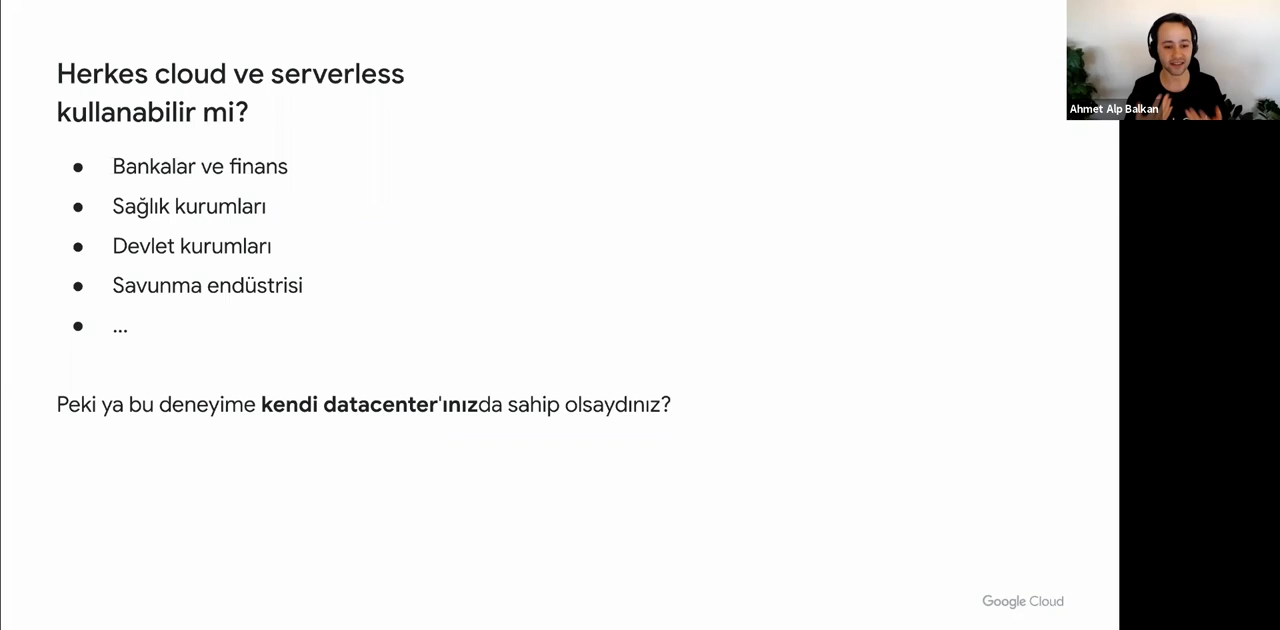 Herkes cloud ve serverless
kullanabilir mi?
● Bankalar ve finans
● Sağlık kurumları
● Devlet kurumları
● Savunma endüstrisi
● ...
Peki ya bu deneyime kendi datacenter'ınızda sahip olsaydınız?
Google Cloud
Ahmet Alp Balkan